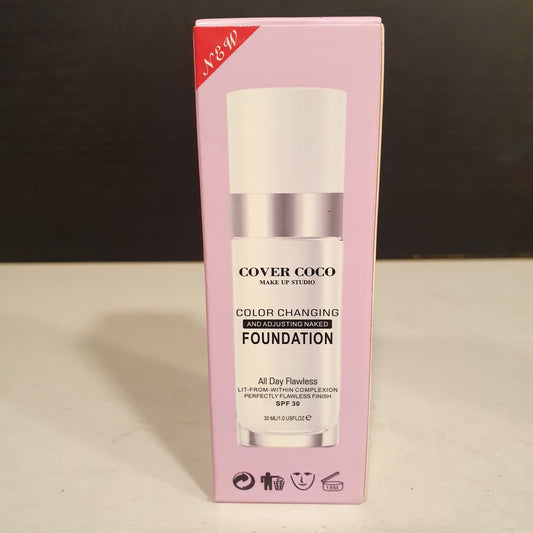 NEW
COVER COCO
MAKE UP STUDIO
COLOR CHANGING
AND ADJUSTING NAKED
FOUNDATION
All Day Flawless
LIT-FROM-WITHIN COMPLEXION
PERFECTLY FLAWLESS FINISH
SPF 30
30 ML/1.0 USFLOZ ℮